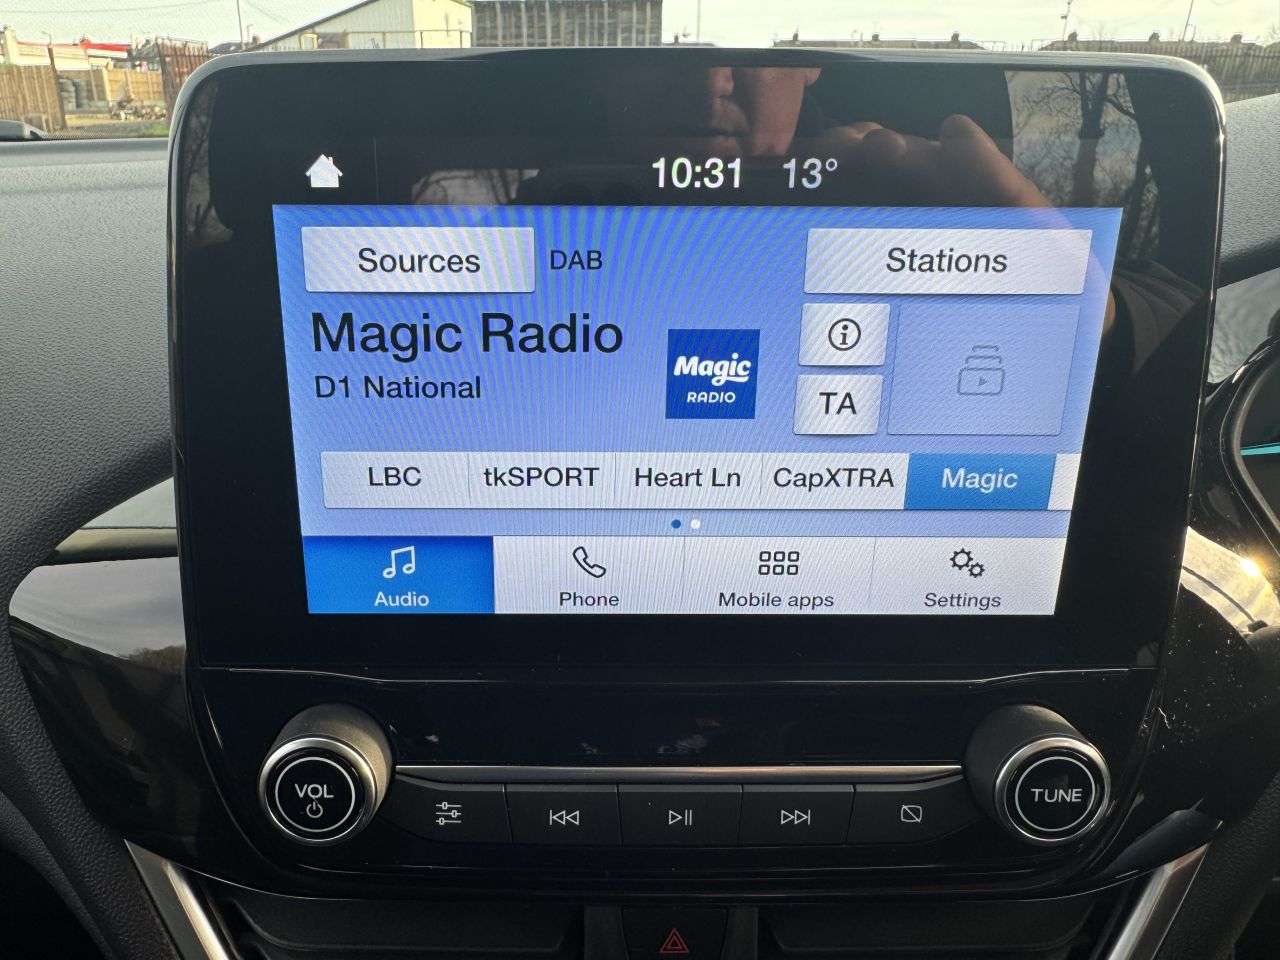 10:31 13°
Sources DAB Stations
Magic Radio
D1 National
Magic
RADIO
TA
LBC tkSPORT Heart Ln CapXTRA Magic
Audio Phone Mobile apps Settings
VOL TUNE